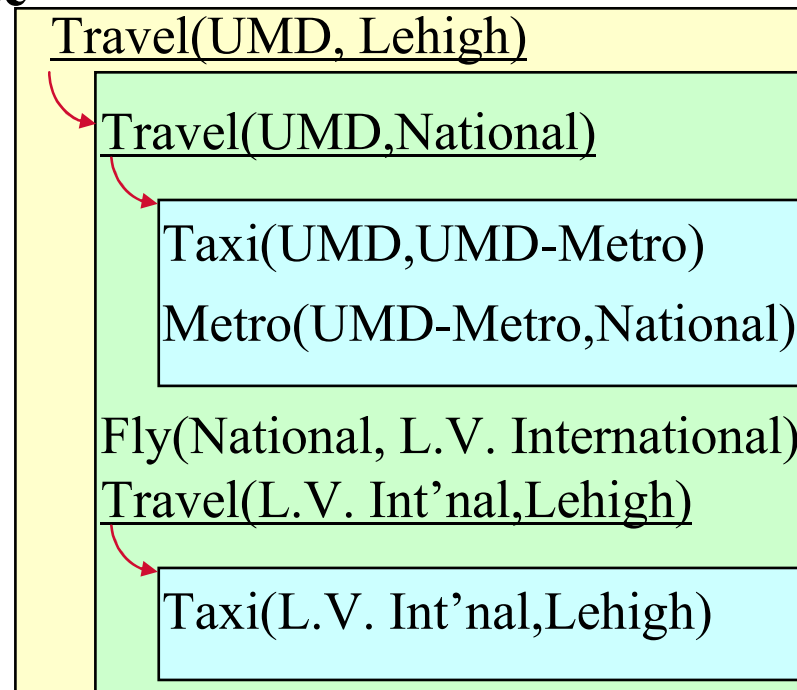 Travel(UMD, Lehigh)
Travel(UMD,National)
Taxi(UMD,UMD-Metro)
Metro(UMD-Metro,National)
Fly(National, L.V. International)
Travel(L.V. Int’nal,Lehigh)
Taxi(L.V. Int’nal,Lehigh)